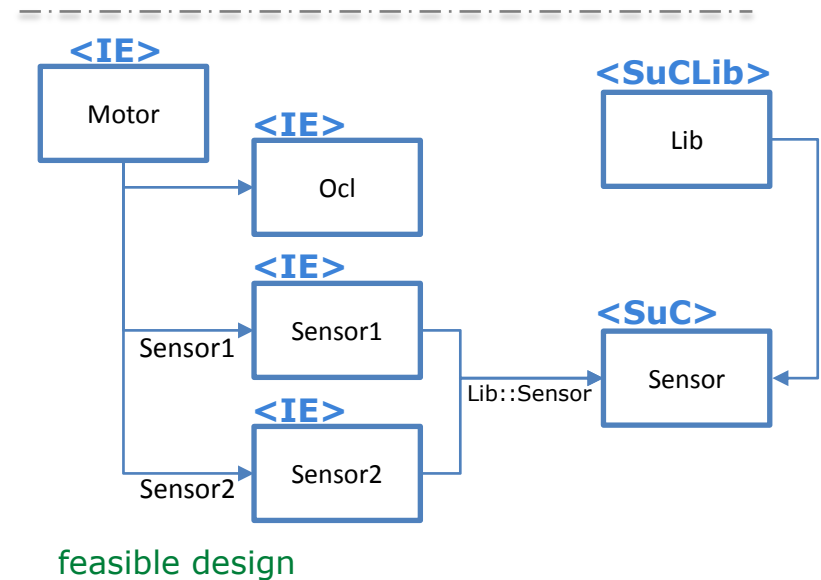 <IE>
Motor
<SuCLib>
Lib
<IE>
Ocl
<IE>
Sensor1
Sensor1
<SuC>
Sensor
Lib::Sensor
<IE>
Sensor2
Sensor2
feasible design